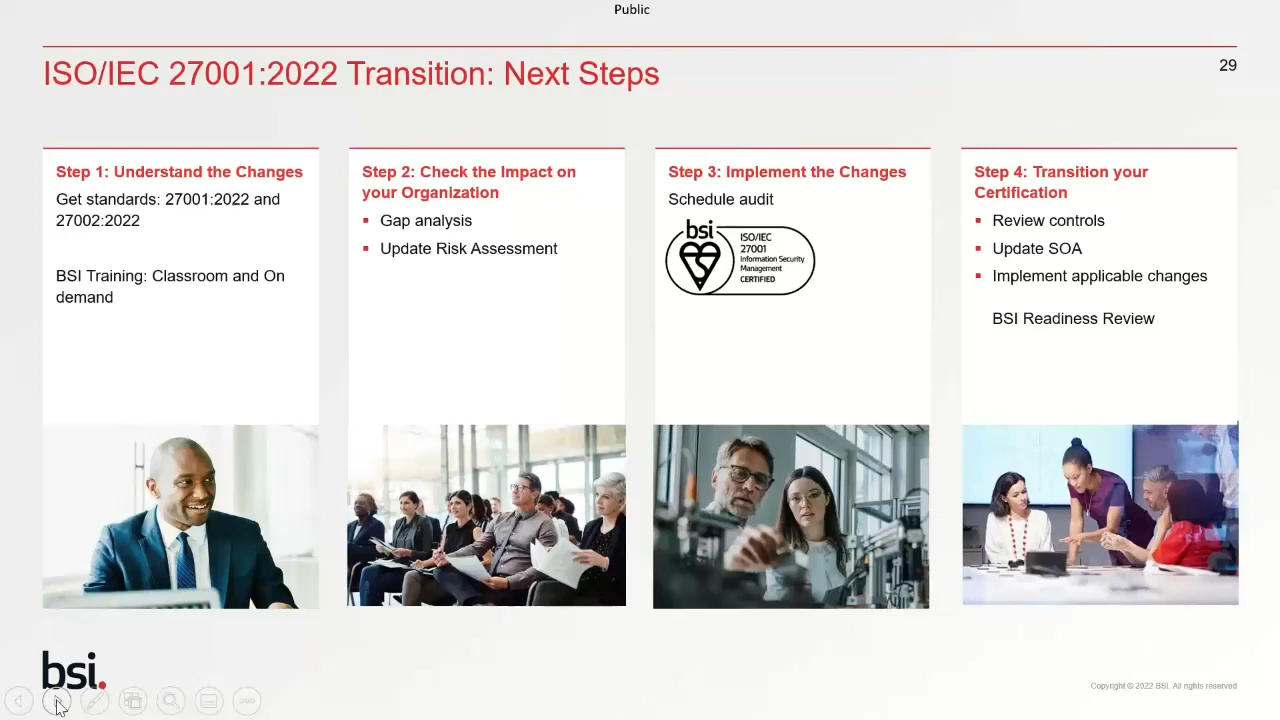 Public
ISO/IEC 27001:2022 Transition: Next Steps
29
Step 1: Understand the Changes
Get standards: 27001:2022 and
27002:2022
BSI Training: Classroom and On
demand
Step 2: Check the Impact on
your Organization
Gap analysis
Update Risk Assessment
Step 3: Implement the Changes
Schedule audit
bsi
ISO/IEC
27001
Information Security
Management
CERTIFIED
Step 4: Transition your
Certification
Review controls
Update SOA
Implement applicable changes
BSI Readiness Review
bsi.
Copyright © 2022 BSI. All rights reserved